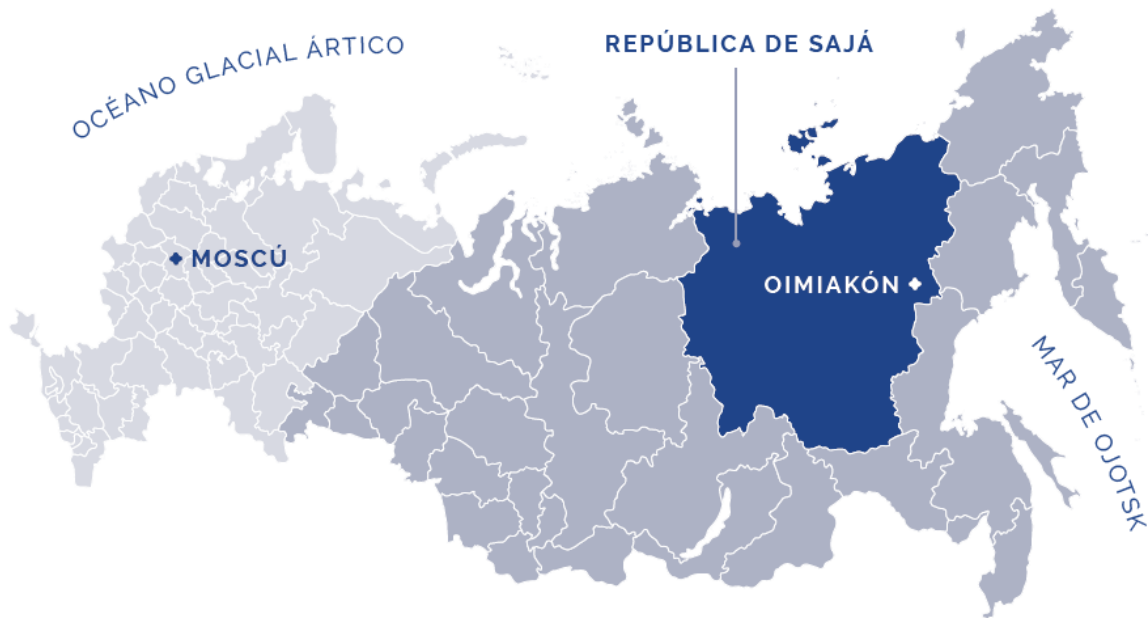 OCÉANO GLACIAL ÁRTICO
REPÚBLICA DE SAJÁ
MOSCÚ
OIMIAKÓN
MAR DE OJOTSK